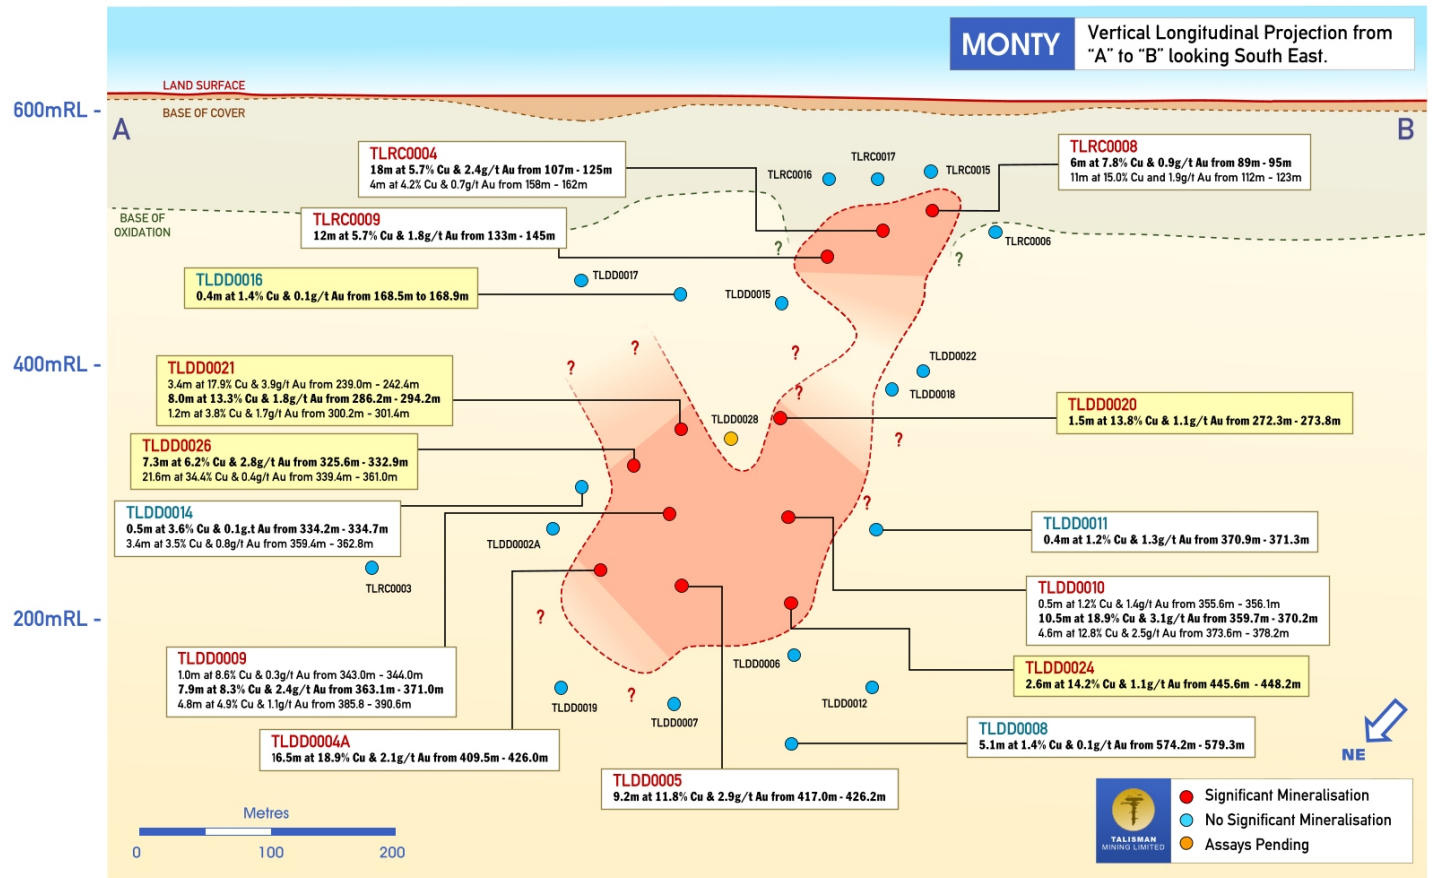 MONTY
Vertical Longitudinal Projection from
“A” to “B” looking South East.
LAND SURFACE
BASE OF COVER
600mRL -
A
B
TLRC0004
18m at 5.7% Cu & 2.4g/t Au from 107m - 125m
4m at 4.2% Cu & 0.7g/t Au from 158m - 162m
TLRC0016
TLRC0017
TLRC0015
TLRC0008
6m at 7.8% Cu & 0.9g/t Au from 89m - 95m
11m at 15.0% Cu and 1.9g/t Au from 112m - 123m
BASE OF
OXIDATION
TLRC0009
12m at 5.7% Cu & 1.8g/t Au from 133m - 145m
?
?
TLRC0006
TLDD0016
0.4m at 1.4% Cu & 0.1g/t Au from 168.5m to 168.9m
TLDD0017
TLDD0015
400mRL -
?
?
?
?
TLDD0022
TLDD0018
TLDD0021
3.4m at 17.9% Cu & 3.9g/t Au from 239.0m - 242.4m
8.0m at 13.3% Cu & 1.8g/t Au from 286.2m - 294.2m
1.2m at 3.8% Cu & 1.7g/t Au from 300.2m - 301.4m
TLDD0028
TLDD0020
1.5m at 13.8% Cu & 1.1g/t Au from 272.3m - 273.8m
?
TLDD0026
7.3m at 6.2% Cu & 2.8g/t Au from 325.6m - 332.9m
21.6m at 34.4% Cu & 0.4g/t Au from 339.4m - 361.0m
?
TLDD0014
0.5m at 3.6% Cu & 0.1g.t Au from 334.2m - 334.7m
3.4m at 3.5% Cu & 0.8g/t Au from 359.4m - 362.8m
TLDD0002A
TLRC0003
TLDD0011
0.4m at 1.2% Cu & 1.3g/t Au from 370.9m - 371.3m
TLDD0010
0.5m at 1.2% Cu & 1.4g/t Au from 355.6m - 356.1m
10.5m at 18.9% Cu & 3.1g/t Au from 359.7m - 370.2m
4.6m at 12.8% Cu & 2.5g/t Au from 373.6m - 378.2m
200mRL -
?
TLDD0009
1.0m at 8.6% Cu & 0.3g/t Au from 343.0m - 344.0m
7.9m at 8.3% Cu & 2.4g/t Au from 363.1m - 371.0m
4.8m at 4.9% Cu & 1.1g/t Au from 385.8 - 390.6m
TLDD0006
TLDD0024
2.6m at 14.2% Cu & 1.1g/t Au from 445.6m - 448.2m
?
TLDD0019
TLDD0007
TLDD0012
TLDD0004A
16.5m at 18.9% Cu & 2.1g/t Au from 409.5m - 426.0m
TLDD0008
5.1m at 1.4% Cu & 0.1g/t Au from 574.2m - 579.3m
NE
TLDD0005
9.2m at 11.8% Cu & 2.9g/t Au from 417.0m - 426.2m
Metres
0
100
200
TALISMAN
MINING LIMITED
Significant Mineralisation
No Significant Mineralisation
Assays Pending